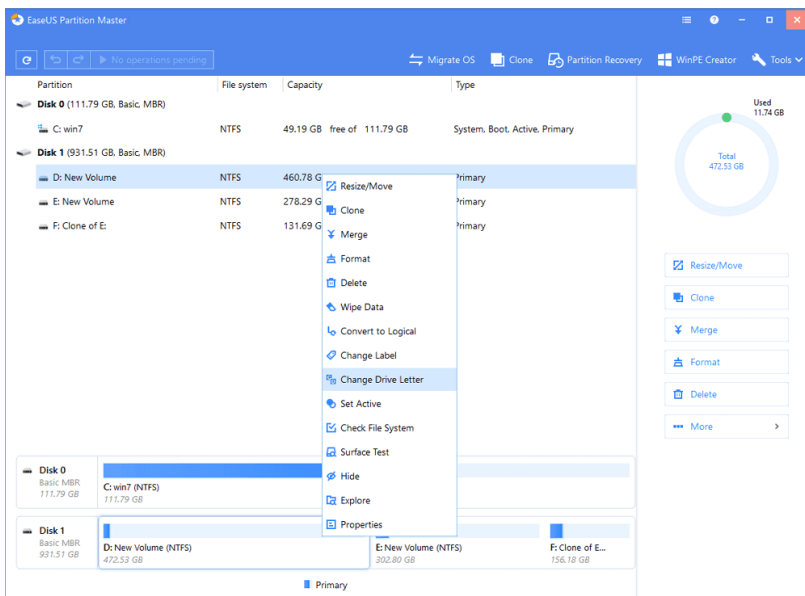 EaseUS Partition Master
No operations pending
Migrate OS Clone Partition Recovery WinPE Creator Tools
Partition File system Capacity Type
Disk 0 (111.79 GB, Basic, MBR)
C: win7 NTFS 49.19 GB free of 111.79 GB System, Boot, Active, Primary
Disk 1 (931.51 GB, Basic, MBR)
D: New Volume NTFS 460.78 G Primary
E: New Volume NTFS 278.29 G Primary
F: Clone of E: NTFS 131.69 G Primary
Resize/Move
Clone
Merge
Format
Delete
Wipe Data
Convert to Logical
Change Label
Change Drive Letter
Set Active
Check File System
Surface Test
Hide
Explore
Properties
Used
11.74 GB
Total
472.53 GB
Resize/Move
Clone
Merge
Format
Delete
More
Disk 0
Basic MBR
111.79 GB
C: win7 (NTFS)
111.79 GB
Disk 1
Basic MBR
931.51 GB
D: New Volume (NTFS)
472.53 GB
E: New Volume (NTFS)
302.80 GB
F: Clone of E...
156.18 GB
Primary